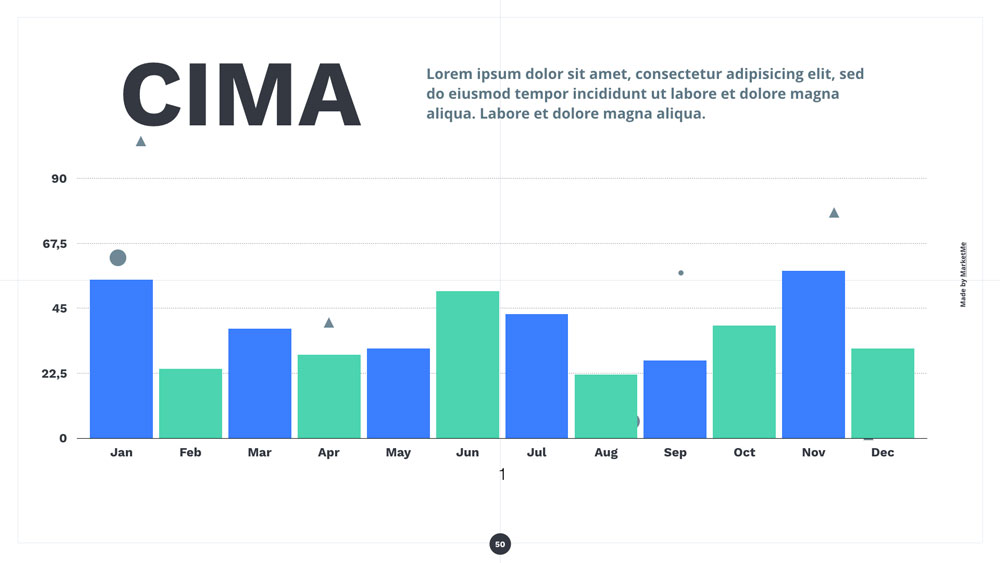 CIMA
Lorem ipsum dolor sit amet, consectetur adipisicing elit, sed
do eiusmod tempor incididunt ut labore et dolore magna
aliqua. Labore et dolore magna aliqua.
90
67,5
45
22,5
0
Jan Feb Mar Apr May Jun Jul Aug Sep Oct Nov Dec
1
Made by MarketMe
50